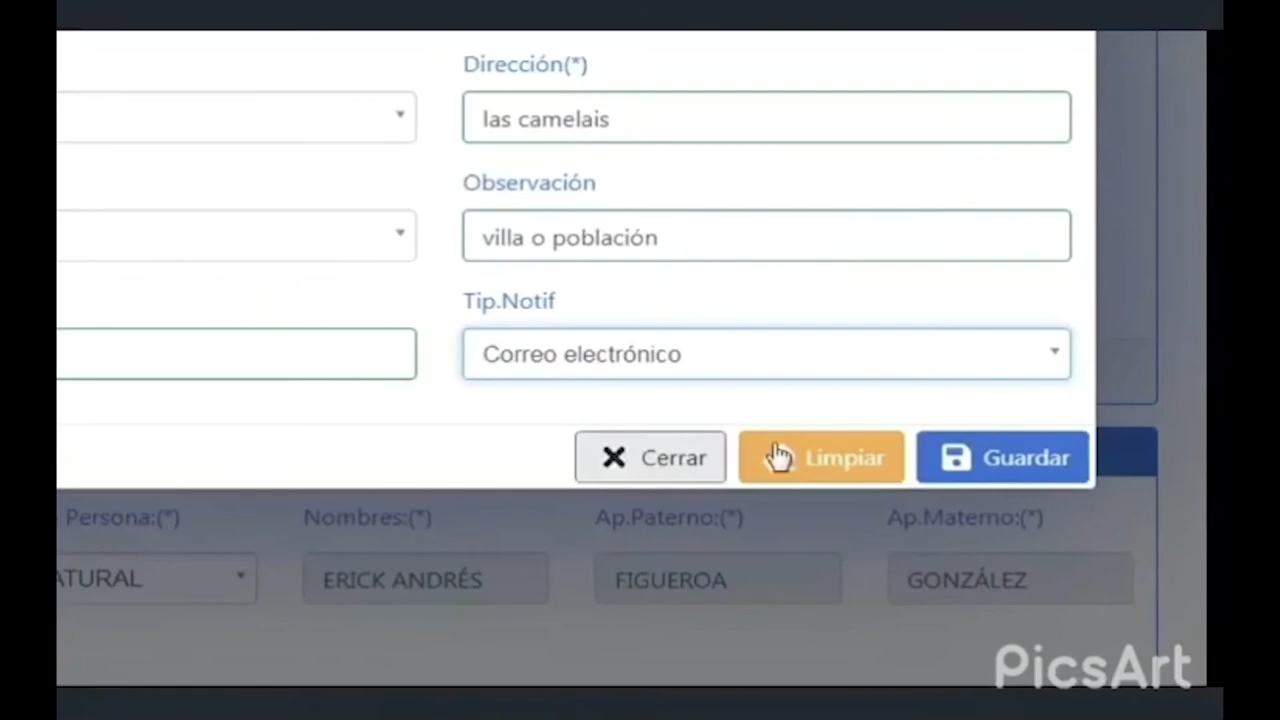 Dirección(*)
las camelais
Observación
villa o población
Tip.Notif
Correo electrónico
Cerrar Limpiar Guardar
Persona:(*) Nombres:(*) Ap.Paterno:(*) Ap.Materno:(*)
ATURAL ERICK ANDRÉS FIGUEROA GONZÁLEZ
PicsArt